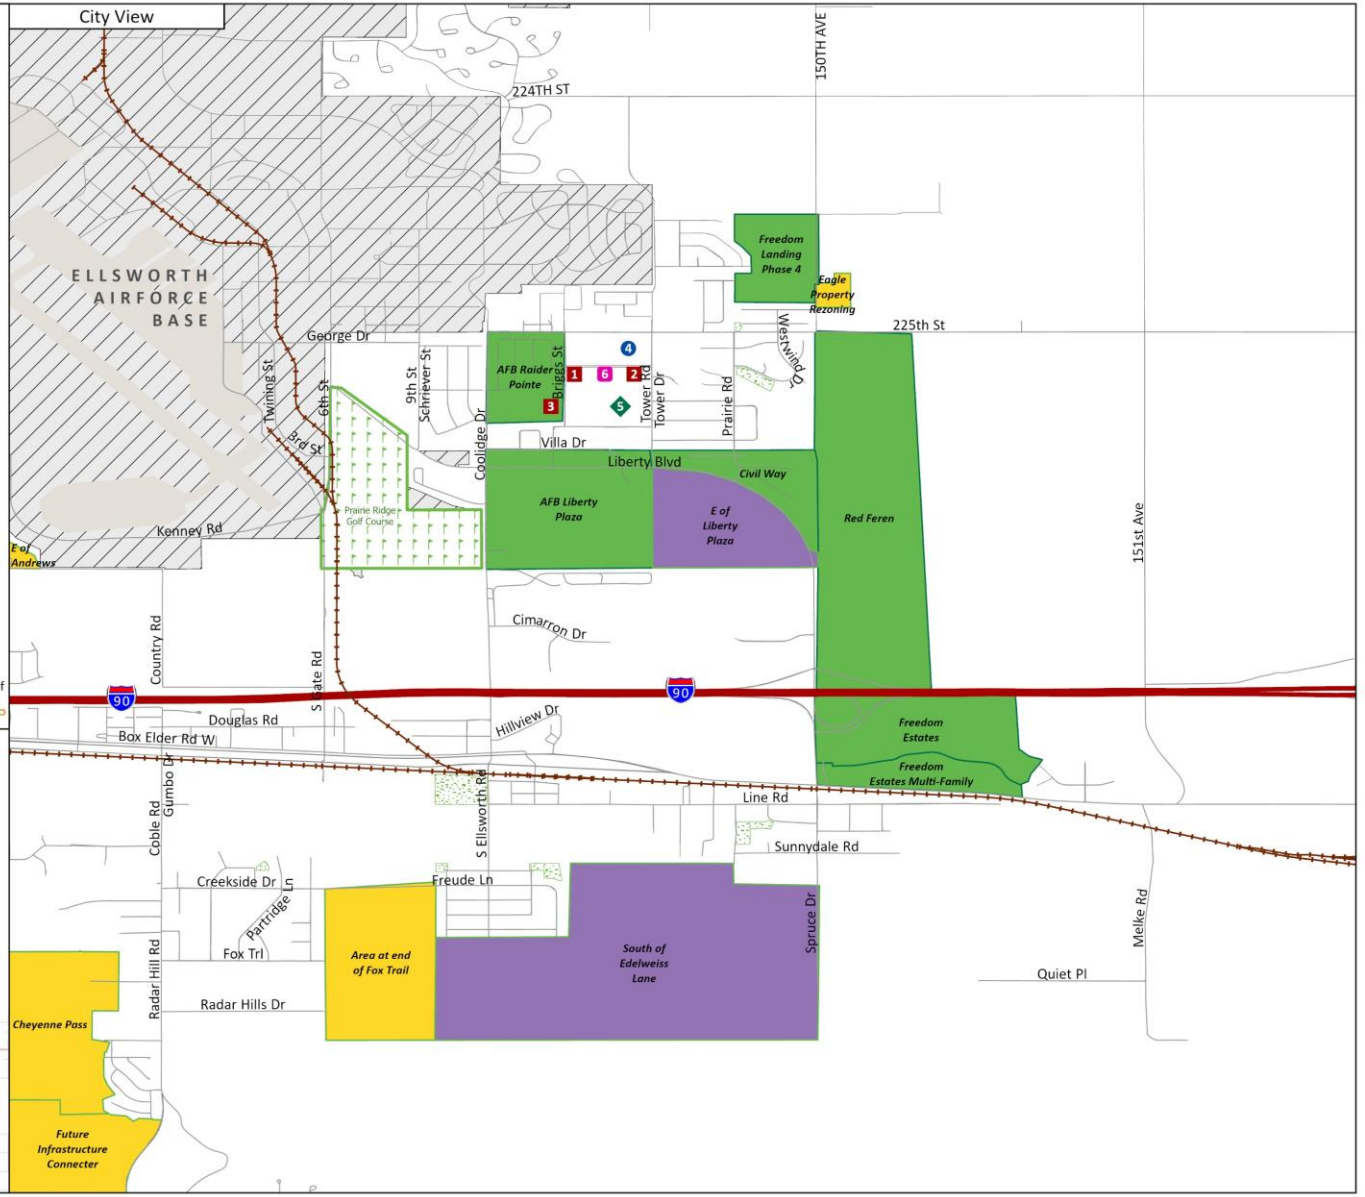 City View
150TH AVE
224TH ST
ELLSWORTH
AIRFORCE
BASE
Freedom
Landing
Phase 4
Eagle
Property
Rezoning
225th St
George Dr
Westwind Dr
4
AFB Raider
Pointe
Briggs St
1
6
2
3
5
Tower Rd
Tower Dr
Prairie Rd
Twining St
6th St
9th St
Schriever St
Coolidge Dr
3rd St
Villa Dr
Liberty Blvd
Civil Way
AFB Liberty
Plaza
E of
Liberty
Plaza
Red Feren
151st Ave
Prairie Ridge
Golf Course
Kenney Rd
E of
Andrews
Country Rd
S Gate Rd
Cimarron Dr
f
90
90
Douglas Rd
Box Elder Rd W
Hillview Dr
Freedom
Estates
Freedom
Estates Multi-Family
Gumbo Dr
Coble Rd
S Ellsworth Rd
Line Rd
Sunnydale Rd
Creekside Dr
Partridge Ln
Freude Ln
Fox Trl
Area at end
of Fox Trail
South of
Edelweiss
Lane
Spruce Dr
Melke Rd
Quiet Pl
Radar Hill Rd
Radar Hills Dr
Cheyenne Pass
Future
Infrastructure
Connecter